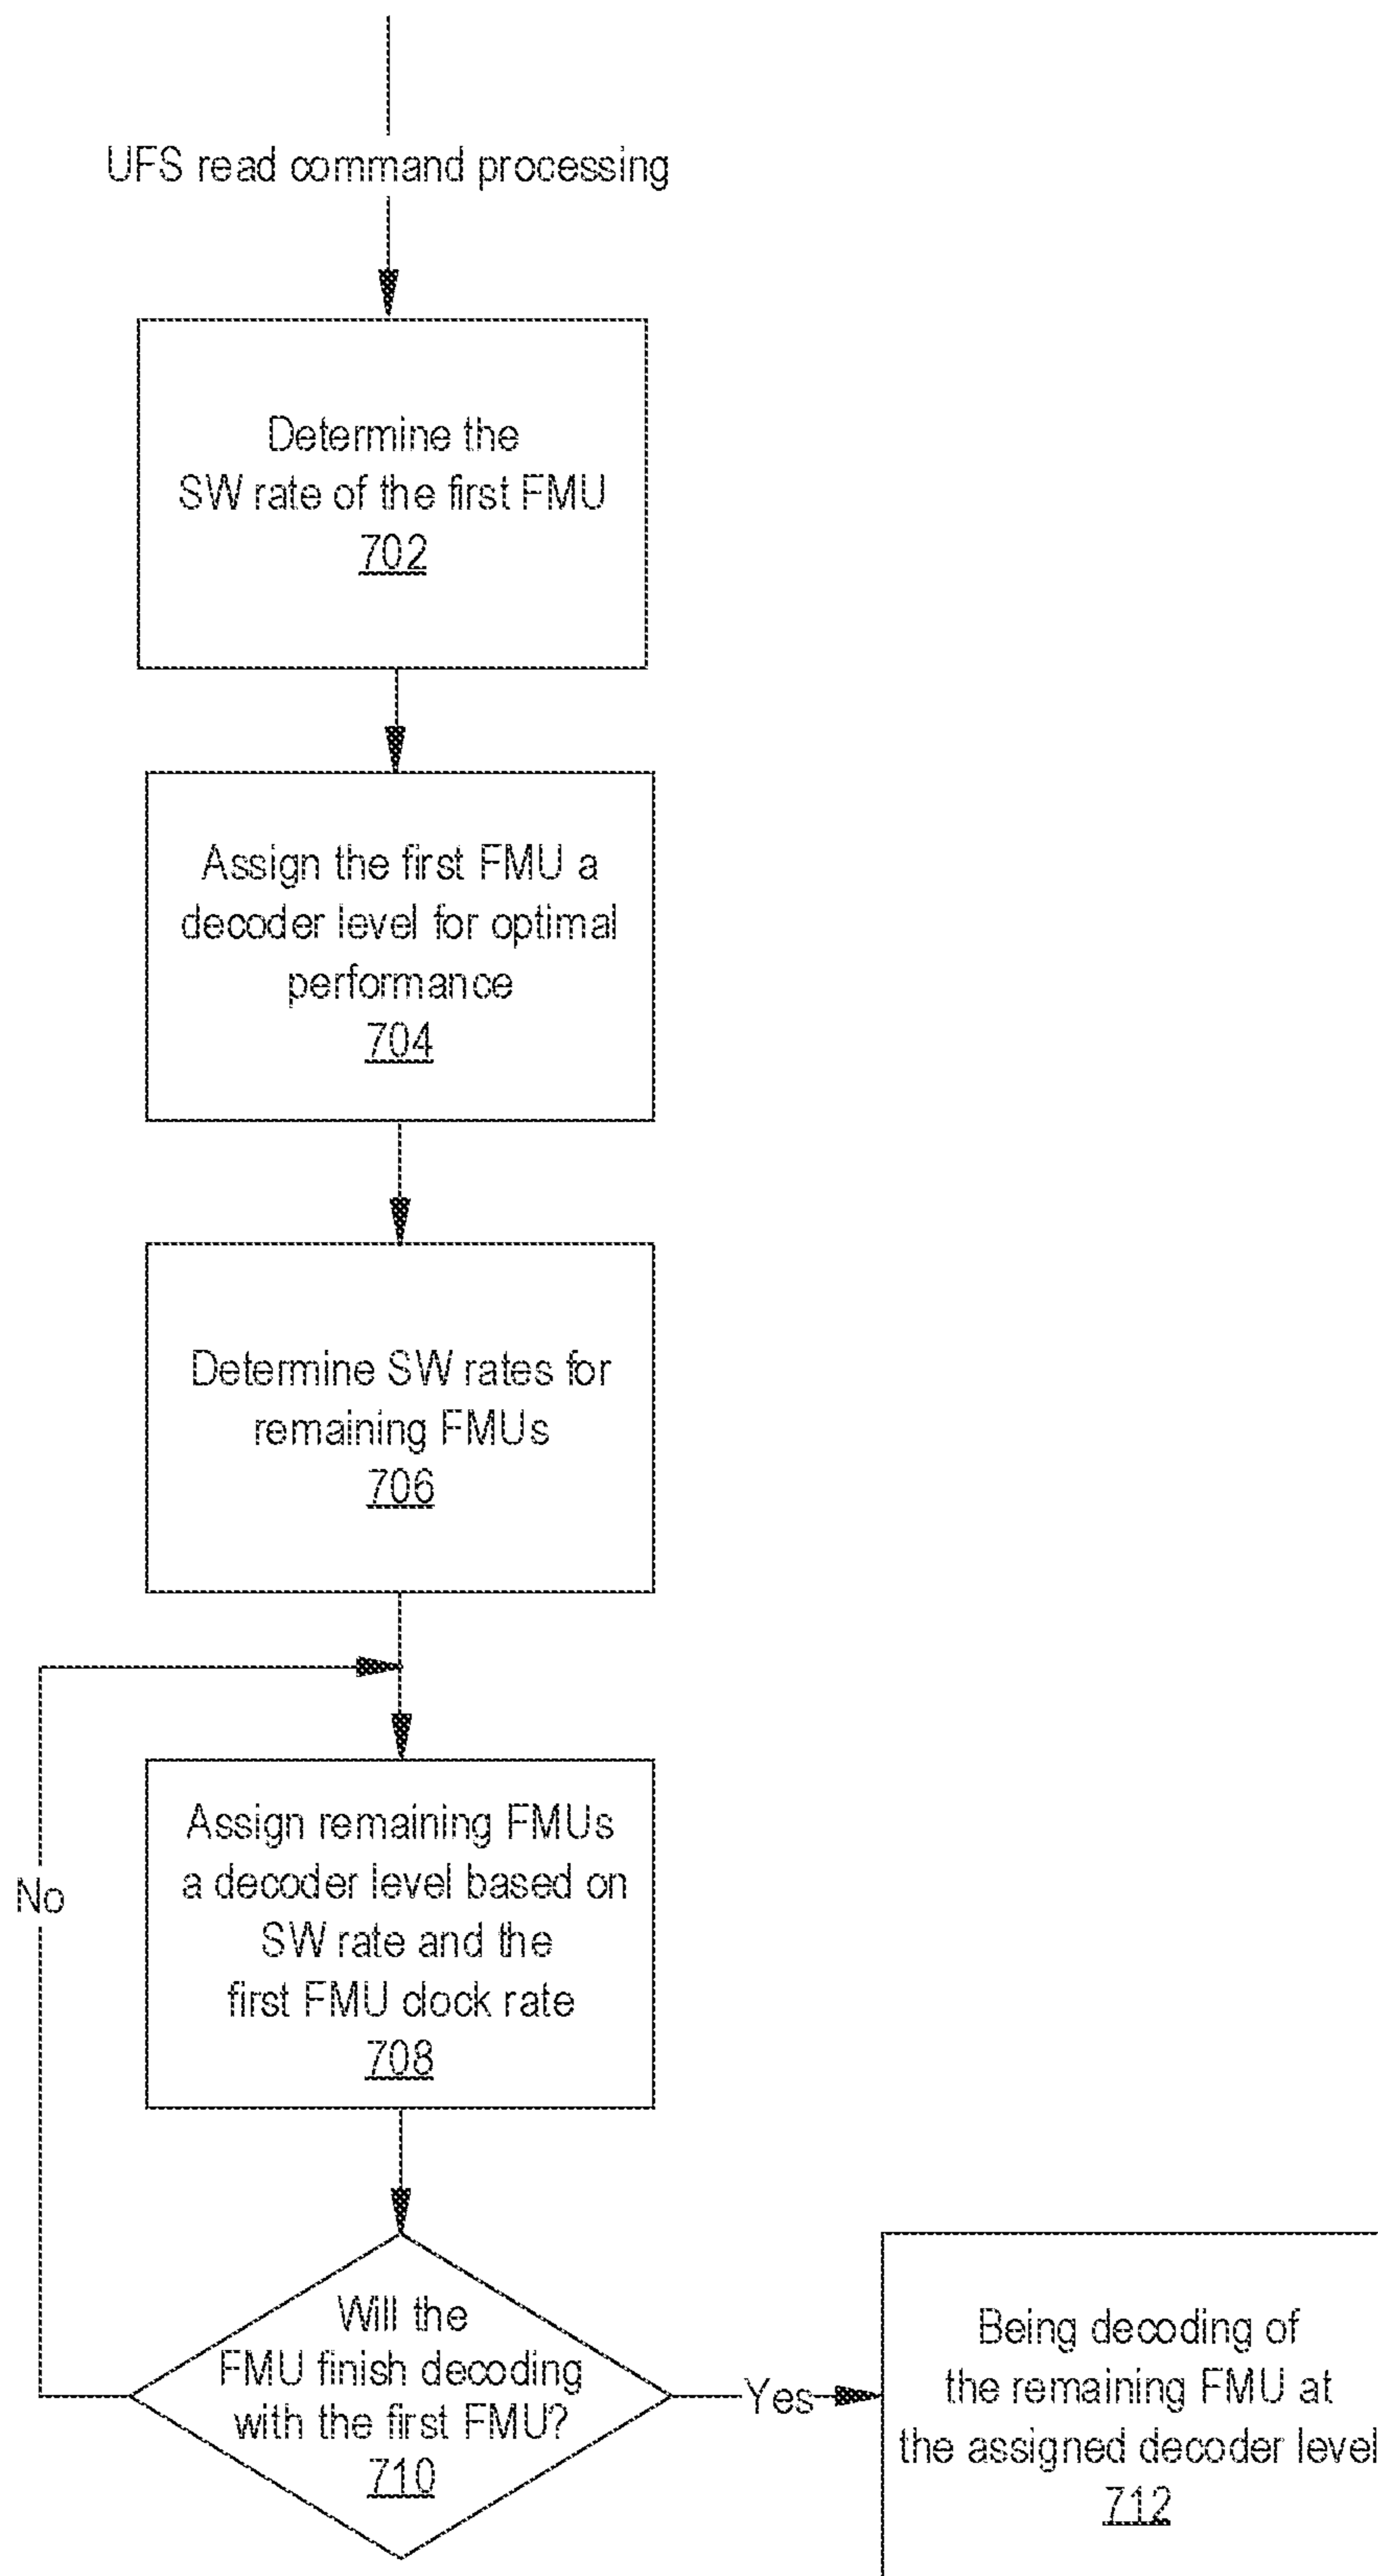 UFS read command processing
Determine the
SW rate of the first FMU
702
Assign the first FMU a
decoder level for optimal
performance
704
Determine SW rates for
remaining FMUs
706
Assign remaining FMUs
a decoder level based on
SW rate and the
first FMU clock rate
708
No
Will the
FMU finish decoding
with the first FMU?
710
Yes
Being decoding of
the remaining FMU at
the assigned decoder level
712